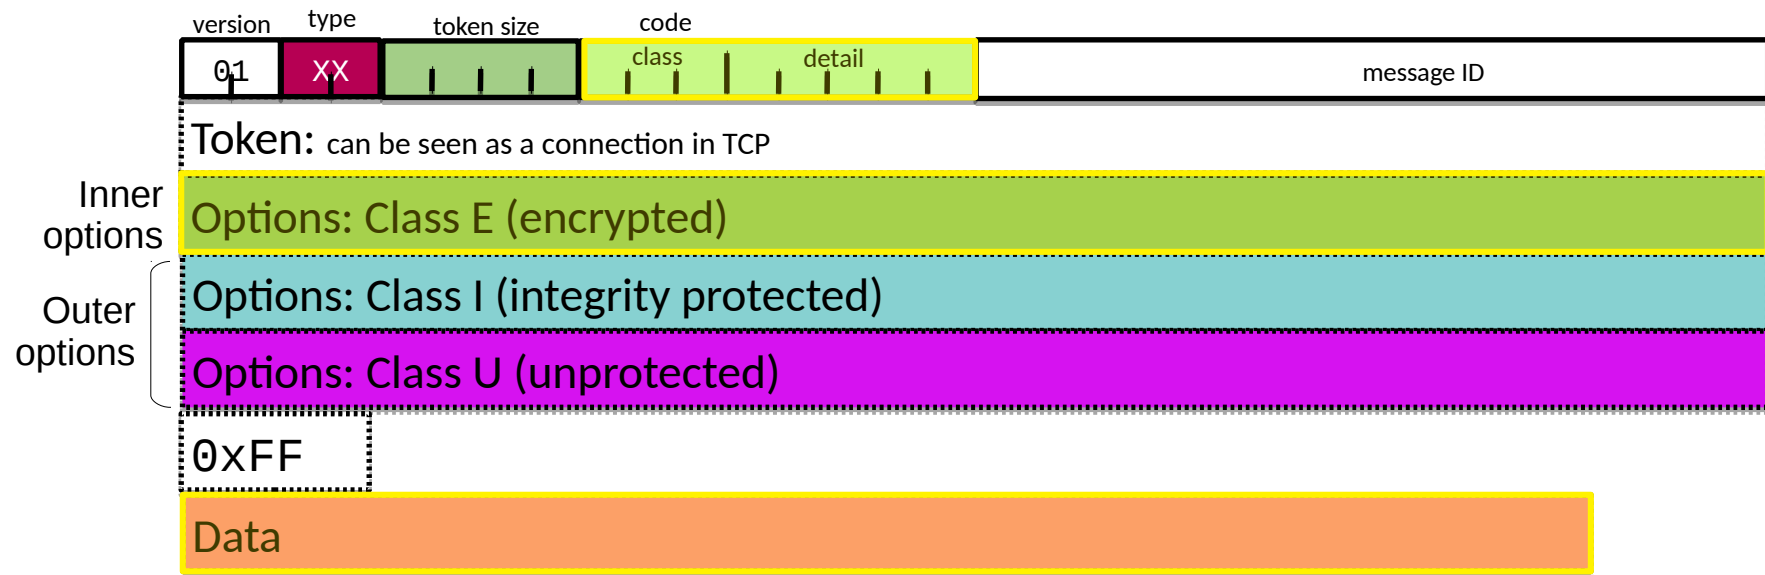 version type token size code
01 XX class detail message ID
Token: can be seen as a connection in TCP
Inner
options
Options: Class E (encrypted)
Outer
options
Options: Class I (integrity protected)
Options: Class U (unprotected)
0xFF
Data